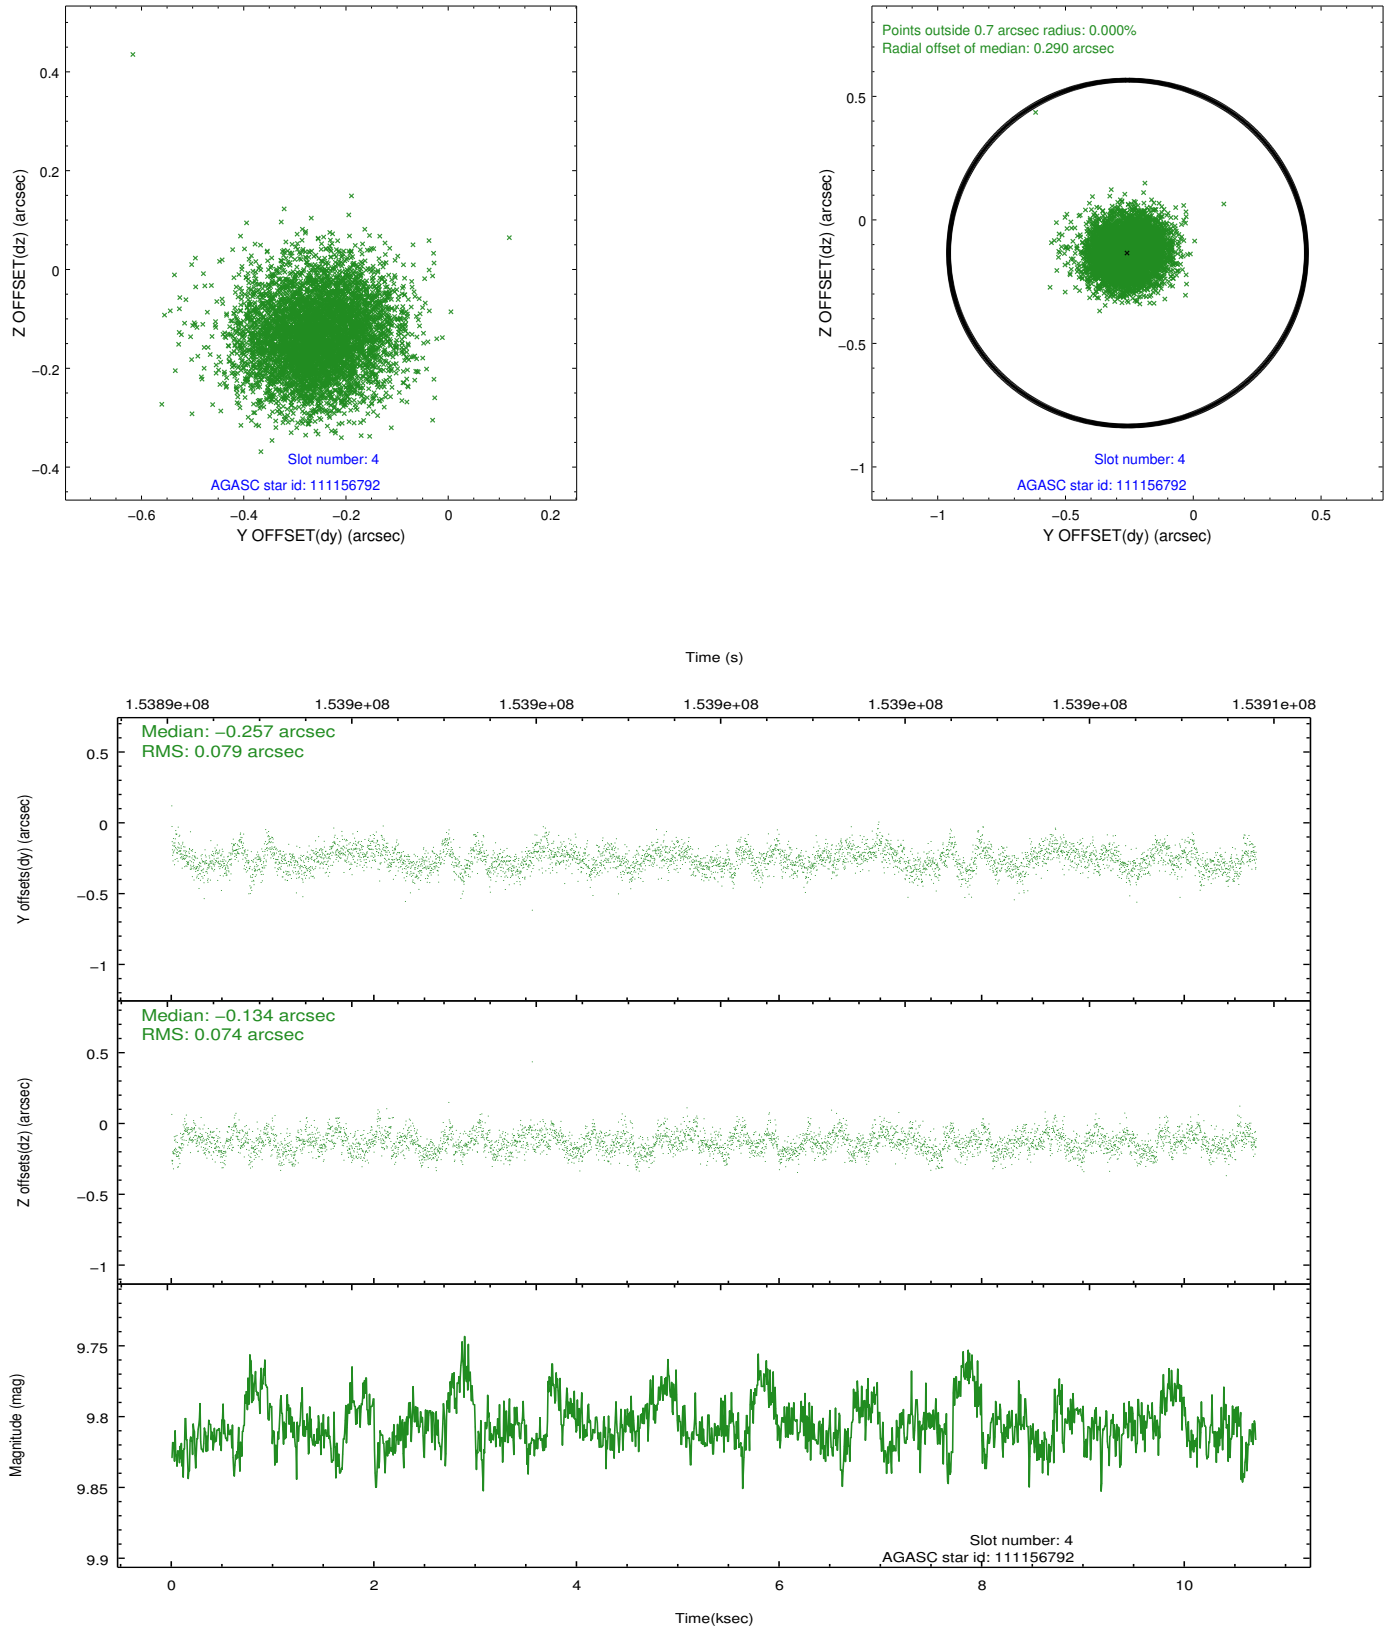 0.4
0.2
0
−0.2
−0.4
Z OFFSET(dz) (arcsec)
Slot number: 4
AGASC star id: 111156792
−0.6 −0.4 −0.2 0 0.2
Y OFFSET(dy) (arcsec)
Points outside 0.7 arcsec radius: 0.000%
Radial offset of median: 0.290 arcsec
0.5
0
−0.5
−1
Z OFFSET(dz) (arcsec)
Slot number: 4
AGASC star id: 111156792
−1 −0.5 0 0.5
Y OFFSET(dy) (arcsec)
Time (s)
1.5389e+08 1.539e+08 1.539e+08 1.539e+08 1.539e+08 1.539e+08 1.5391e+08
Median: −0.257 arcsec
RMS: 0.079 arcsec
0.5
0
−0.5
−1
Y offsets(dy) (arcsec)
Median: −0.134 arcsec
RMS: 0.074 arcsec
0.5
0
−0.5
−1
Z offsets(dz) (arcsec)
9.75
9.8
9.85
9.9
Magnitude (mag)
Slot number: 4
AGASC star id: 111156792
0 2 4 6 8 10
Time(ksec)